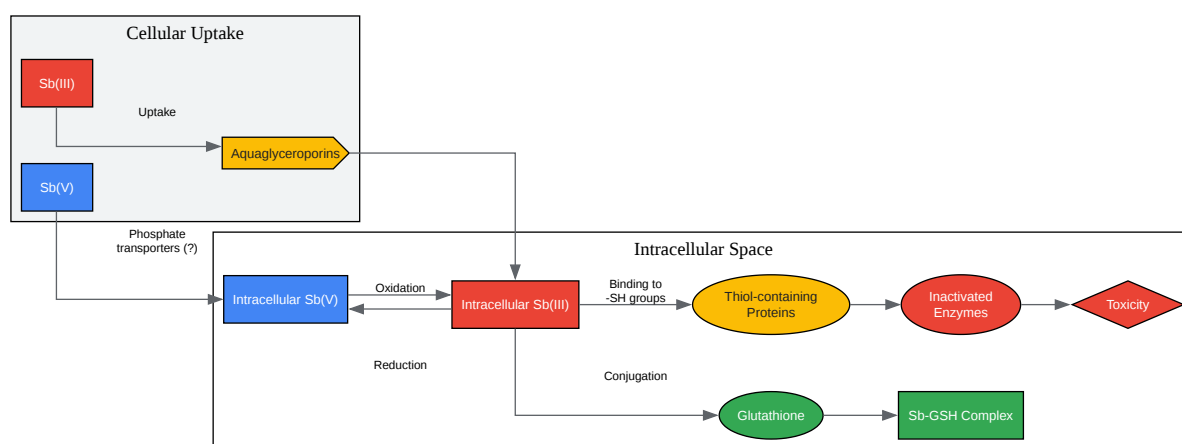 Cellular Uptake
Sb(III)
Uptake
Aquaglyceroporins
Sb(V)
Phosphate
transporters (?)
Intracellular Space
Intracellular Sb(V)
Oxidation
Reduction
Intracellular Sb(III)
Binding to
-SH groups
Thiol-containing
Proteins
Inactivated
Enzymes
Toxicity
Conjugation
Glutathione
Sb-GSH Complex